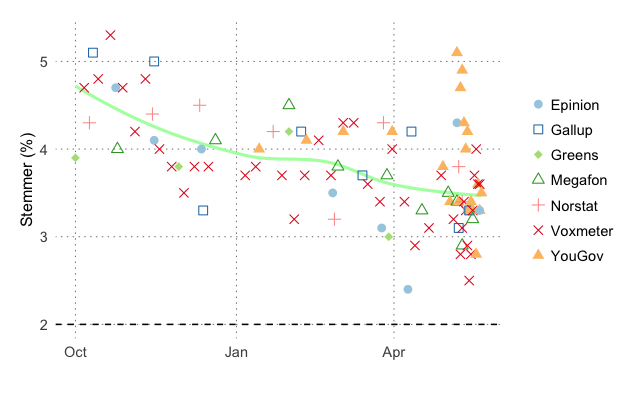 Stemmer (%)
5
4
3
2
Oct
Jan
Apr
Epinion
Gallup
Greens
Megafon
Norstat
Voxmeter
YouGov